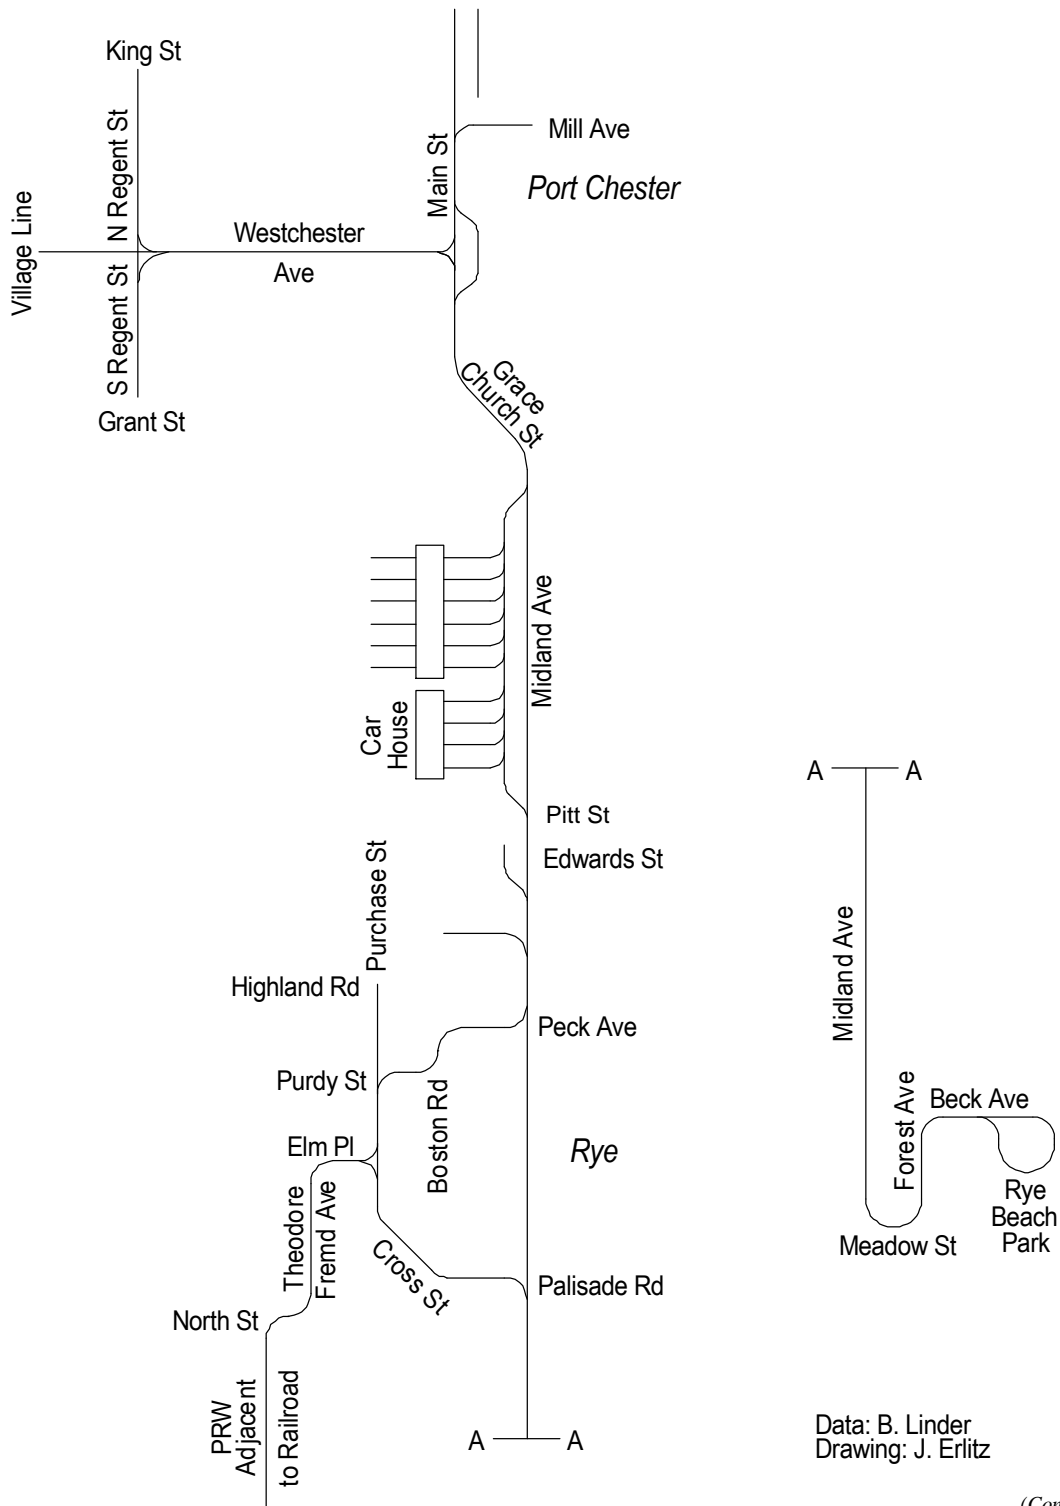 King St
N Regent St
Main St
Mill Ave
Port Chester
Village Line
Westchester
Ave
S Regent St
Grant St
Grace
Church St
Midland Ave
Car
House
Pitt St
Edwards St
Purchase St
Highland Rd
Peck Ave
Purdy St
Boston Rd
Elm Pl
Rye
Theodore
Fremd Ave
Cross St
Palisade Rd
North St
PRW
Adjacent
to Railroad
A A
A A
Midland Ave
Forest Ave
Beck Ave
Rye
Beach
Park
Meadow St
Data: B. Linder
Drawing: J. Erlitz